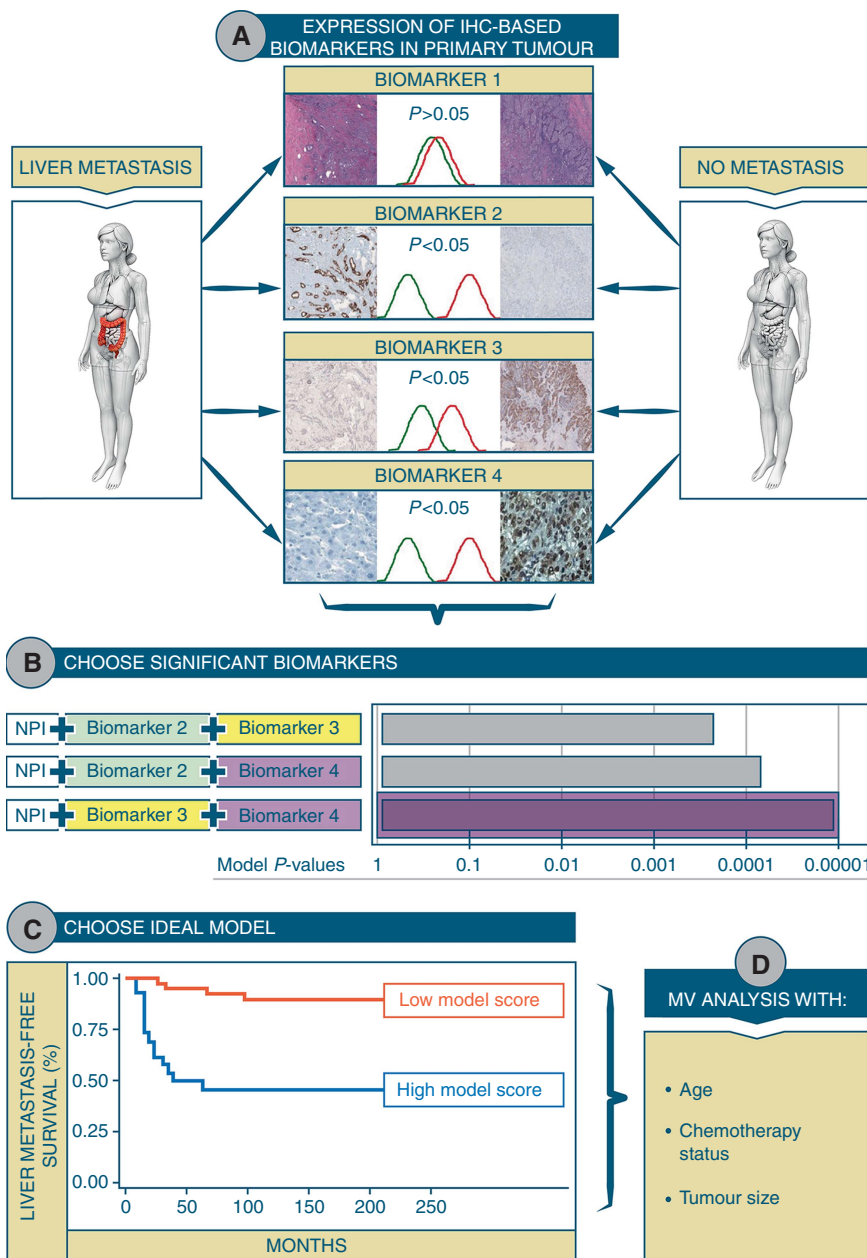 A
EXPRESSION OF IHC-BASED
BIOMARKERS IN PRIMARY TUMOUR
BIOMARKER 1
P>0.05
LIVER METASTASIS
NO METASTASIS
BIOMARKER 2
P<0.05
BIOMARKER 3
P<0.05
BIOMARKER 4
P<0.05
B
CHOOSE SIGNIFICANT BIOMARKERS
NPI + Biomarker 2 + Biomarker 3
NPI + Biomarker 2 + Biomarker 4
NPI + Biomarker 3 + Biomarker 4
Model P-values 1 0.1 0.01 0.001 0.0001 0.00001
C
CHOOSE IDEAL MODEL
LIVER METASTASIS-FREE
SURVIVAL (%)
1.00
0.75
0.50
0.25
0.00
Low model score
High model score
0 50 100 150 200 250
MONTHS
D
MV ANALYSIS WITH:
• Age
• Chemotherapy
status
• Tumour size